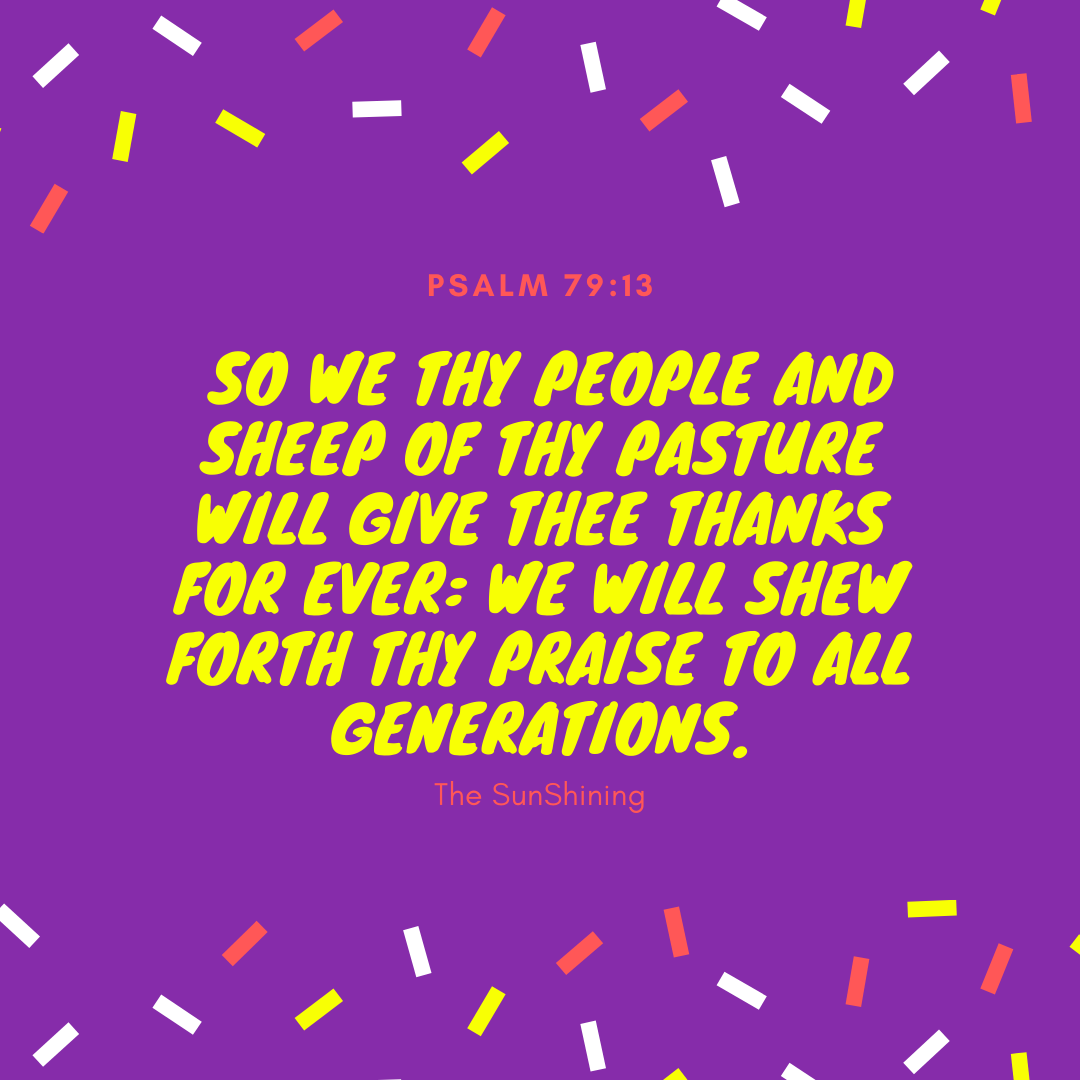 PSALM 79:13
SO WE THY PEOPLE AND
SHEEP OF THY PASTURE
WILL GIVE THEE THANKS
FOR EVER: WE WILL SHEW
FORTH THY PRAISE TO ALL
GENERATIONS.
The SunShining